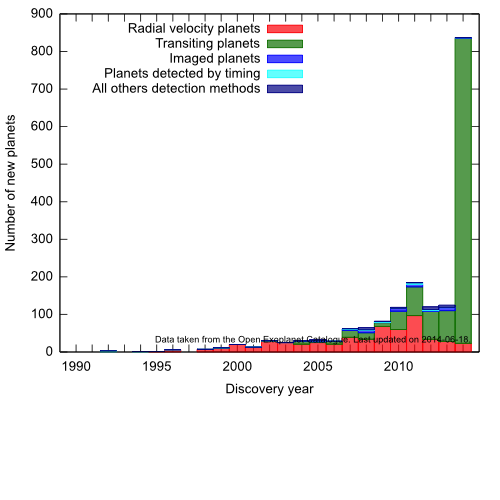 900
800
700
600
500
400
300
200
100
0
Number of new planets
Radial velocity planets
Transiting planets
Imaged planets
Planets detected by timing
All others detection methods
Data taken from the Open Exoplanet Catalogue. Last updated on 2014-06-18.
1990 1995 2000 2005 2010
Discovery year